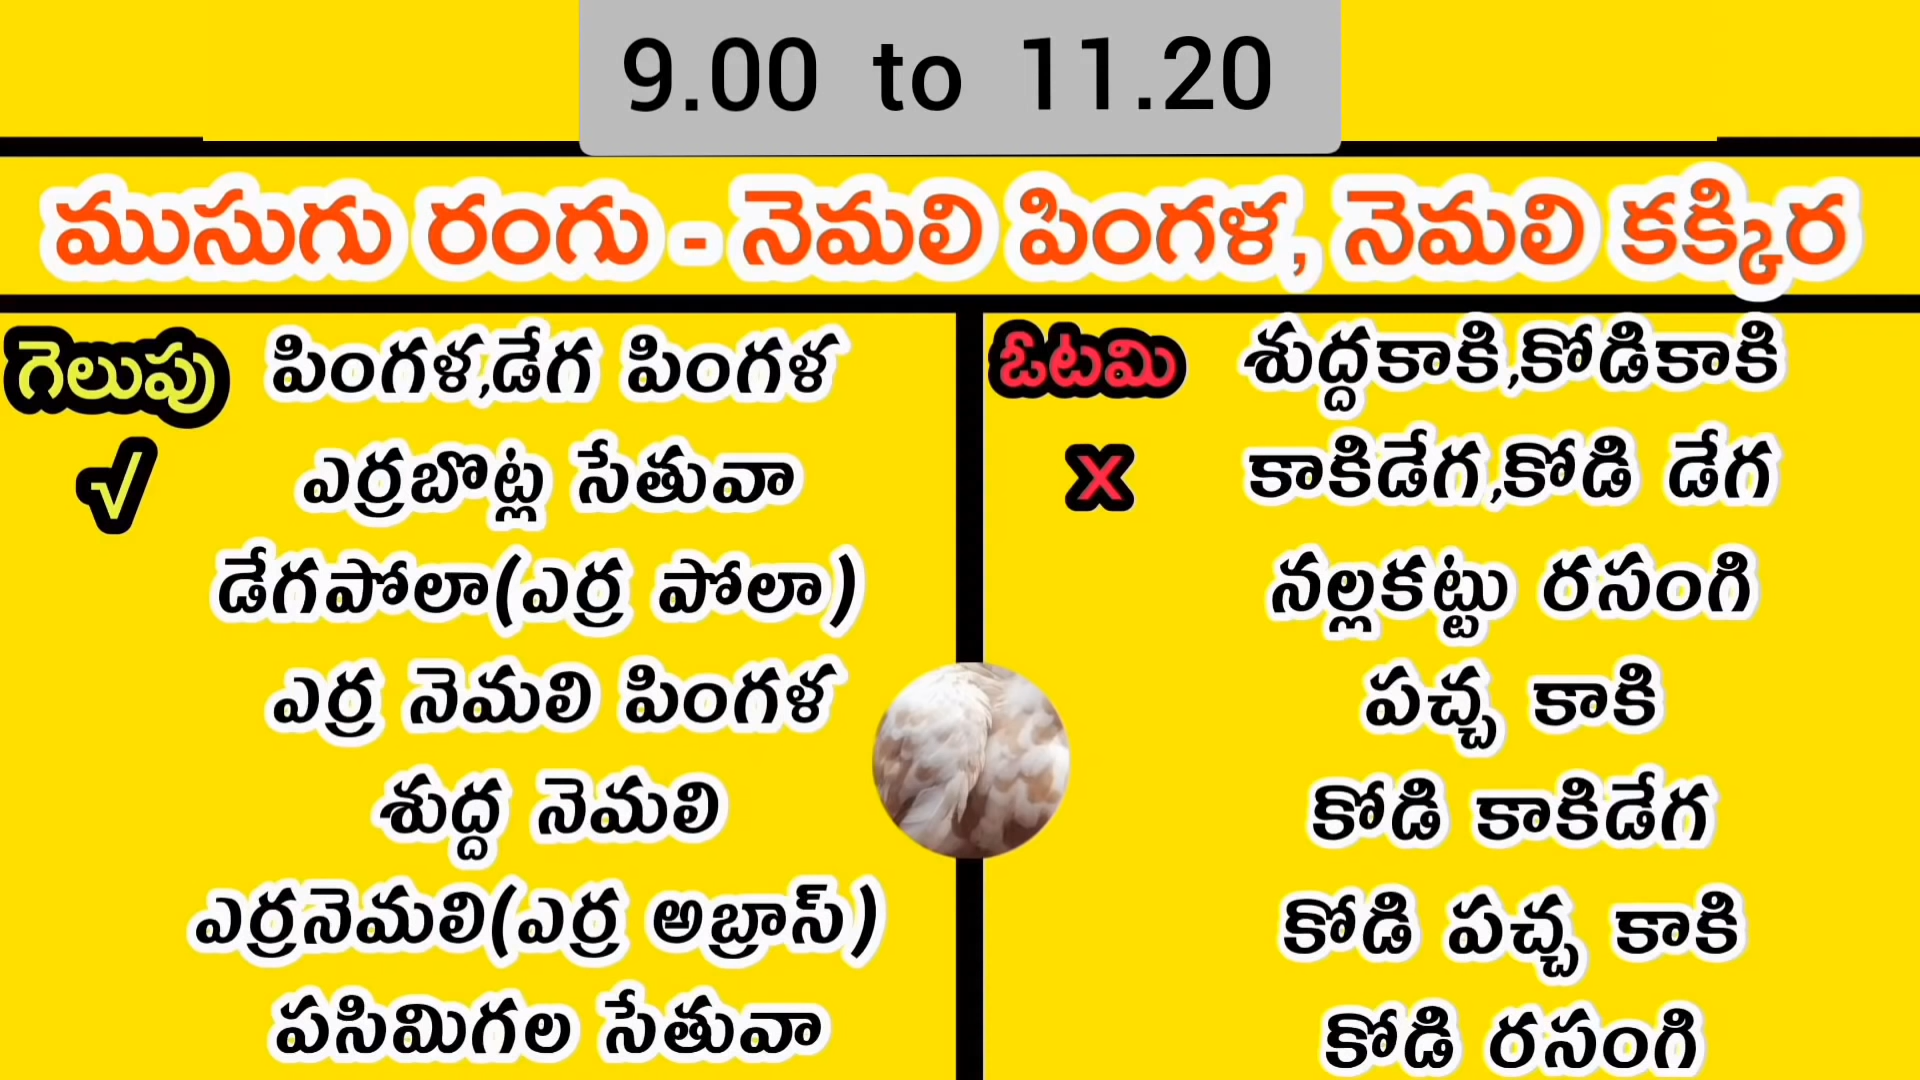 9.00 to 11.20
ముసుగు రంగు - నెమలి పింగళ, నెమలి కక్కిర
గెలుపు
√
పింగళ,డేగ పింగళ
ఎర్రబొట్ల సేతువా
డేగపోలా(ఎర్ర పోలా)
ఎర్ర నెమలి పింగళ
శుద్ద నెమలి
ఎర్రనెమలి(ఎర్ర అబ్రాస్)
పసిమిగల సేతువా
ఓటమి
x
శుద్దకాకి,కోడికాకి
కాకిడేగ,కోడి డేగ
నల్లకట్టు రసంగి
పచ్చ కాకి
కోడి కాకిడేగ
కోడి పచ్చ కాకి
కోడి రసంగి